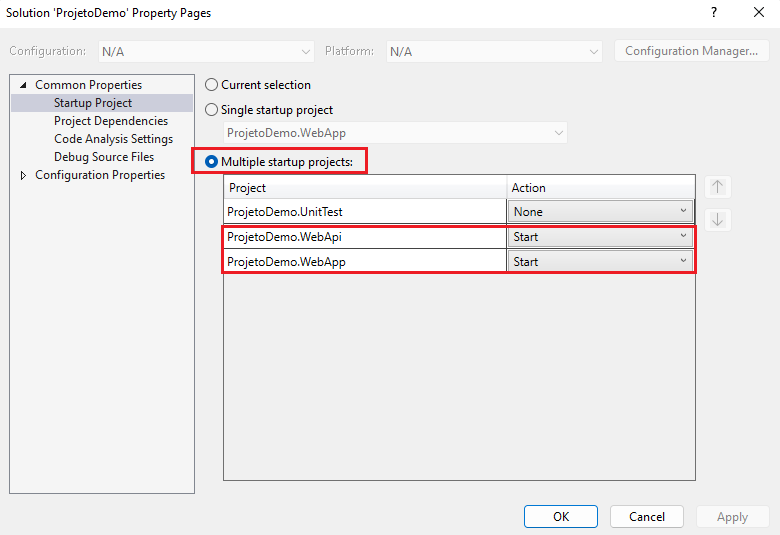 Solution 'ProjetoDemo' Property Pages
Configuration: N/A Platform: N/A Configuration Manager...
Common Properties
Startup Project
Project Dependencies
Code Analysis Settings
Debug Source Files
Configuration Properties
Current selection
Single startup project
ProjetoDemo.WebApp
Multiple startup projects:
Project Action
ProjetoDemo.UnitTest None
ProjetoDemo.WebApi Start
ProjetoDemo.WebApp Start
OK Cancel Apply